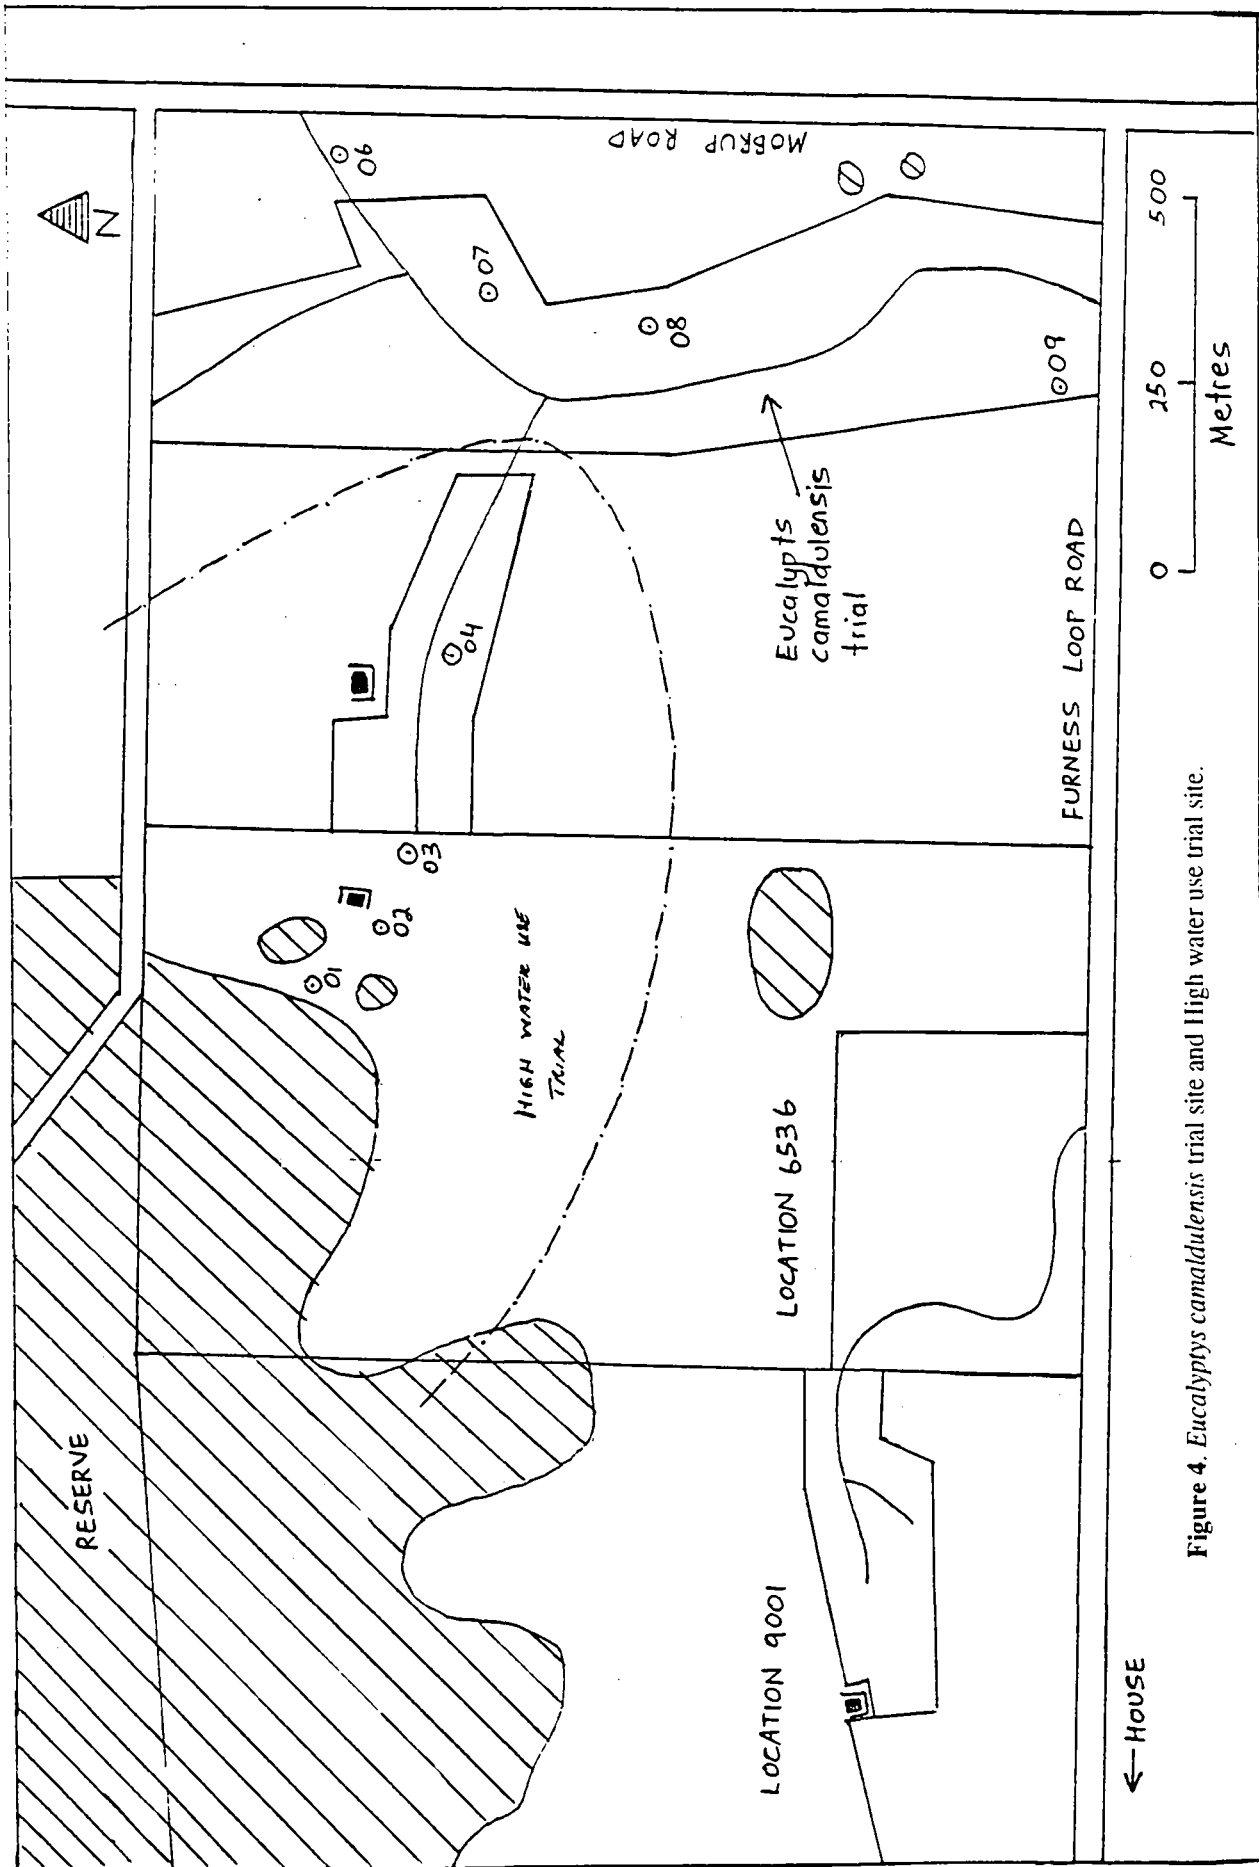 N
RESERVE
MOBRUP ROAD
01
02
03
04
06
07
08
09
HIGH WATER USE
TRIAL
Eucalypts
camaldulensis
trial
LOCATION 6536
LOCATION 9001
FURNESS LOOP ROAD
←HOUSE
0 250 500
Metres
Figure 4. Eucalyptys camaldulensis trial site and High water use trial site.